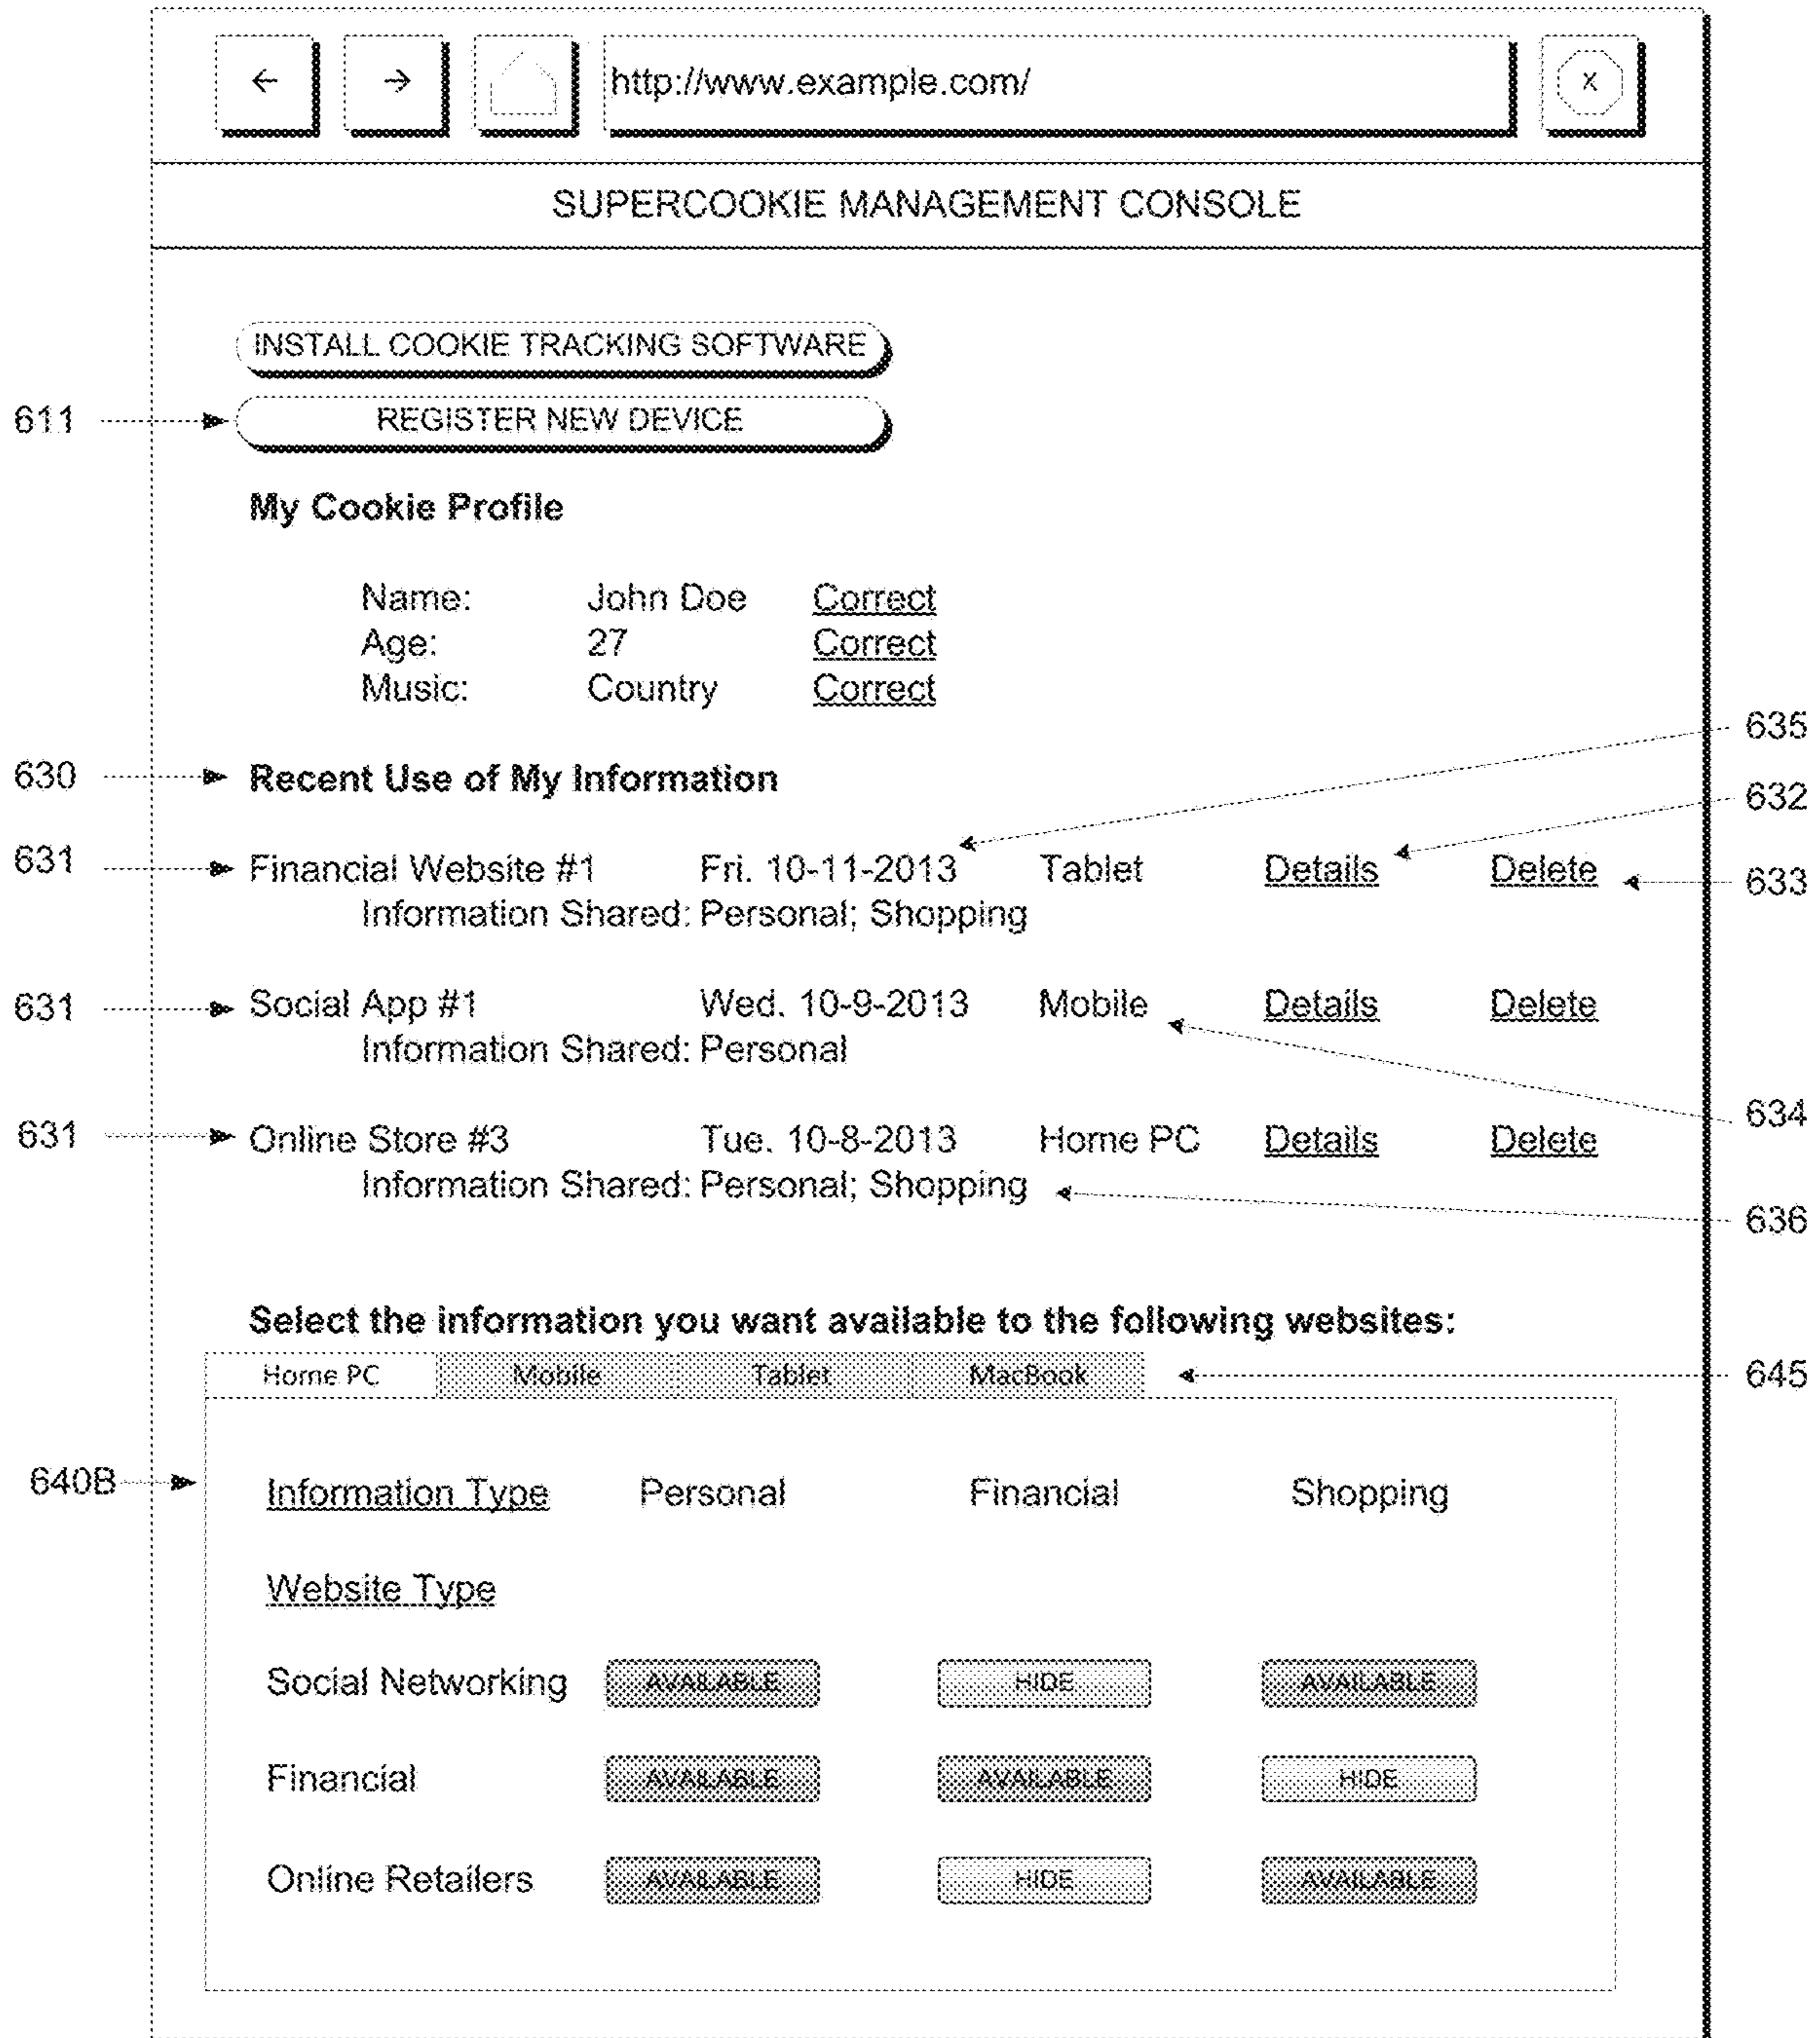 ← → http://www.example.com/ X
SUPERCOOKIE MANAGEMENT CONSOLE
INSTALL COOKIE TRACKING SOFTWARE
611 REGISTER NEW DEVICE
My Cookie Profile
Name: John Doe Correct
Age: 27 Correct
Music: Country Correct
635
630 Recent Use of My Information
632
631 Financial Website #1 Fri. 10-11-2013 Tablet Details Delete 633
Information Shared: Personal; Shopping
631 Social App #1 Wed. 10-9-2013 Mobile Details Delete
Information Shared: Personal
634
631 Online Store #3 Tue. 10-8-2013 Home PC Details Delete
Information Shared: Personal; Shopping
636
Select the information you want available to the following websites:
Home PC Mobile Tablet MacBook 645
640B Information Type Personal Financial Shopping
Website Type
Social Networking AVAILABLE HIDE AVAILABLE
Financial AVAILABLE AVAILABLE HIDE
Online Retailers AVAILABLE HIDE AVAILABLE